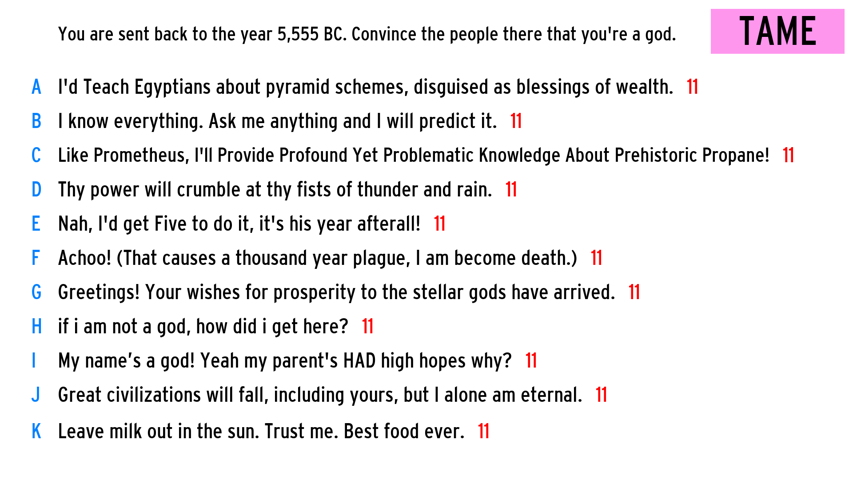 You are sent back to the year 5,555 BC. Convince the people there that you're a god.
TAME
A I'd Teach Egyptians about pyramid schemes, disguised as blessings of wealth. 11
B I know everything. Ask me anything and I will predict it. 11
C Like Prometheus, I'll Provide Profound Yet Problematic Knowledge About Prehistoric Propane! 11
D Thy power will crumble at thy fists of thunder and rain. 11
E Nah, I'd get Five to do it, it's his year afterall! 11
F Achoo! (That causes a thousand year plague, I am become death.) 11
G Greetings! Your wishes for prosperity to the stellar gods have arrived. 11
H if i am not a god, how did i get here? 11
I My name’s a god! Yeah my parent's HAD high hopes why? 11
J Great civilizations will fall, including yours, but I alone am eternal. 11
K Leave milk out in the sun. Trust me. Best food ever. 11